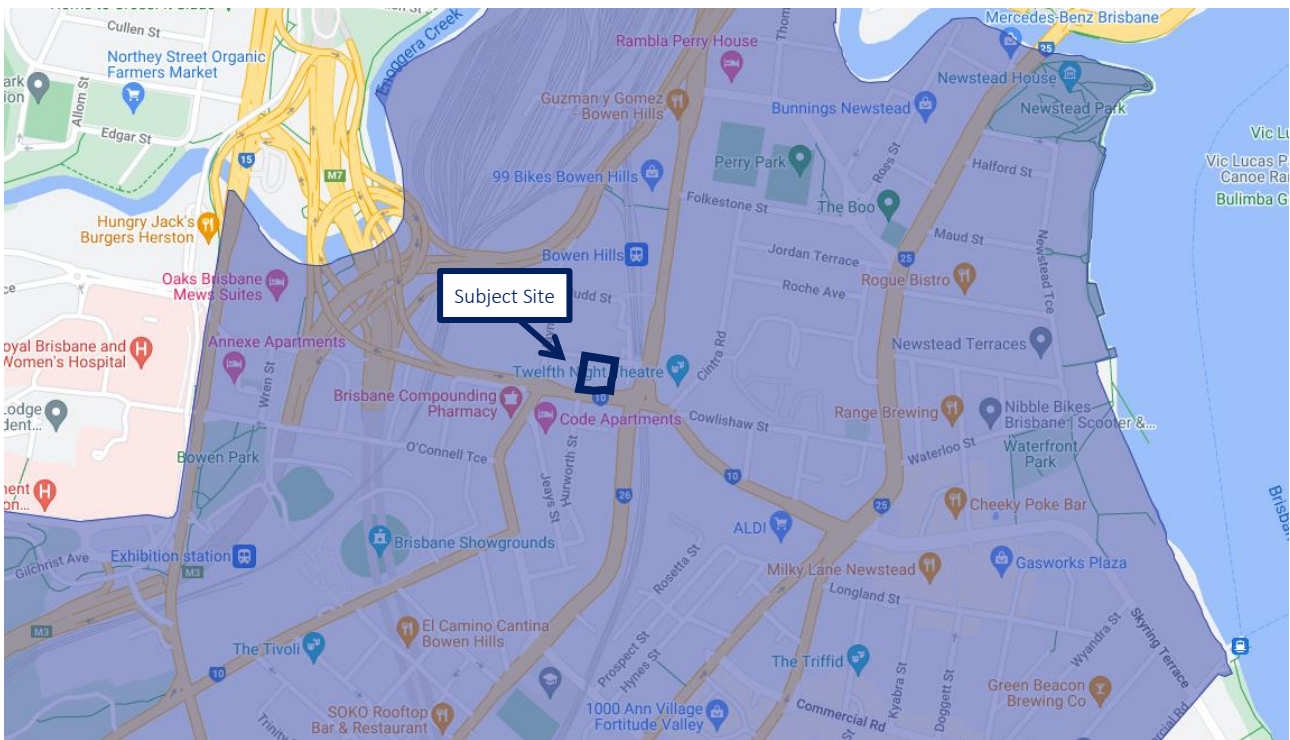 Cullen St
Northey Street Organic
Farmers Market
Allom St
Edgar St
15
M7
Enoggera Creek
Hungry Jack's
Burgers Herston
Oaks Brisbane
Mews Suites
Royal Brisbane and
Women's Hospital
Annexe Apartments
Wren St
Bowen Park
Mercedes-Benz Brisbane
25
Rambla Perry House
Newstead House
Newstead Park
Guzman y Gomez
- Bowen Hills
Bunnings Newstead
Perry Park
Ross St
Halford St
99 Bikes Bowen Hills
Folkestone St
The Boo
Maud St
Newstead Tce
Bowen Hills
Jordan Terrace
25
Rogue Bistro
Roche Ave
Subject Site
Newstead Terraces
Twelfth Night Theatre
Cintra Rd
10
Brisbane Compounding
Pharmacy
Code Apartments
Cowlishaw St
Range Brewing
Nibble Bikes
Brisbane | Scooter &...
Waterloo St
Waterfront
Park
O'Connell Tce
Jeays St
Hurworth St
10
26
25
Cheeky Poke Bar
ALDI
Brisbane Showgrounds
Exhibition station
Gilchrist Ave
M3
M3
Rosetta St
Milky Lane Newstead
Gasworks Plaza
Longland St
El Camino Cantina
Bowen Hills
The Tivoli
10
Prospect St
Hynes St
The Triffid
Kyabra St
Doggett St
Wyandra St
Skyring Terrace
Green Beacon
Brewing Co
SOKO Rooftop
Bar & Restaurant
1000 Ann Village
Fortitude Valley
Commercial Rd